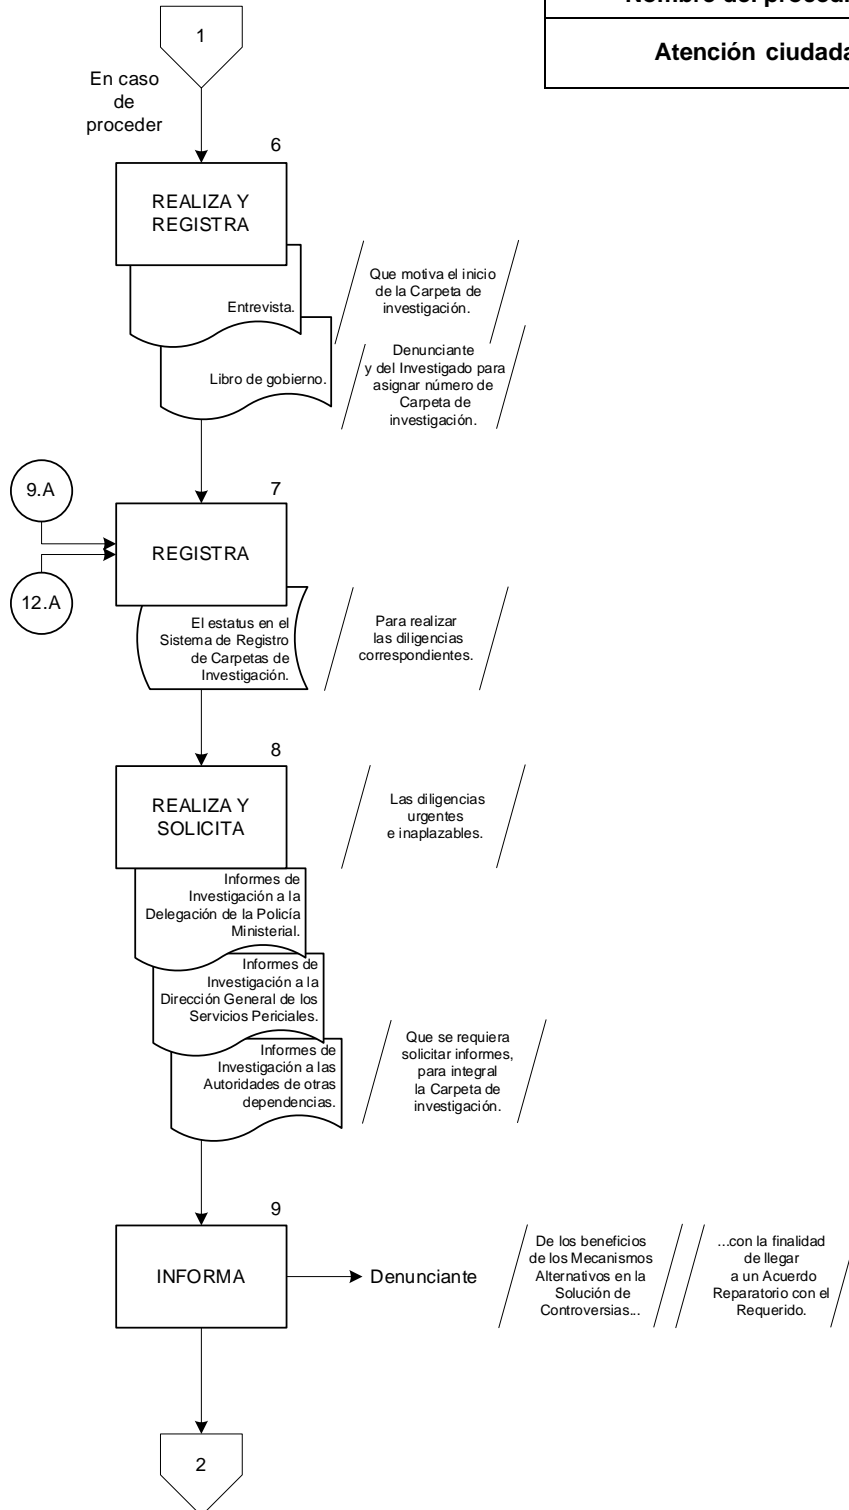 Atención ciudada
1
En caso
de
proceder
6
REALIZA Y
REGISTRA
Entrevista.
Que motiva el inicio
de la Carpeta de
investigación.
Libro de gobierno.
Denunciante
y del Investigado para
asignar número de
Carpeta de
investigación.
9.A
12.A
7
REGISTRA
El estatus en el
Sistema de Registro
de Carpetas de
Investigación.
Para realizar
las diligencias
correspondientes.
8
REALIZA Y
SOLICITA
Las diligencias
urgentes
e inaplazables.
Informes de
Investigación a la
Delegación de la Policía
Ministerial.
Informes de
Investigación a la
Dirección General de los
Servicios Periciales.
Informes de
Investigación a las
Autoridades de otras
dependencias.
Que se requiera
solicitar informes,
para integral
la Carpeta de
investigación.
9
INFORMA
Denunciante
De los beneficios
de los Mecanismos
Alternativos en la
Solución de
Controversias...
...con la finalidad
de llegar
a un Acuerdo
Reparatorio con el
Requerido.
2